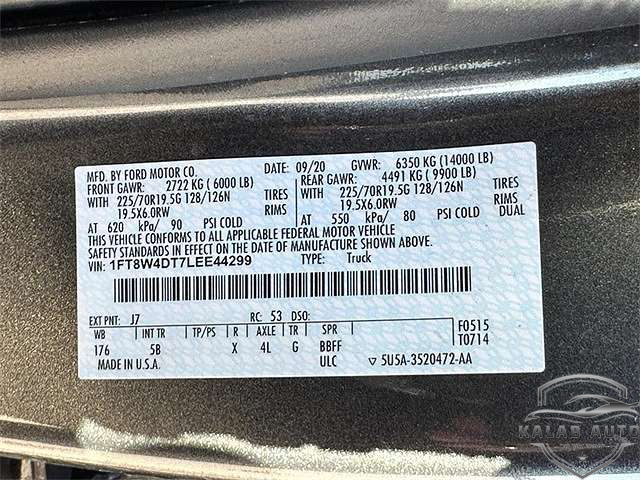 MFD. BY FORD MOTOR CO. DATE: 09/20 GVWR: 6350 KG (14000 LB)
FRONT GAWR: 2722 KG ( 6000 LB) REAR GAWR: 4491 KG ( 9900 LB)
WITH 225/70R19.5G 128/126N TIRES WITH 225/70R19.5G 128/126N TIRES
19.5X6.0RW RIMS 19.5X6.0RW RIMS
AT 620 kPa/ 90 PSI COLD AT 550 kPa/ 80 PSI COLD DUAL
THIS VEHICLE CONFORMS TO ALL APPLICABLE FEDERAL MOTOR VEHICLE
SAFETY STANDARDS IN EFFECT ON THE DATE OF MANUFACTURE SHOWN ABOVE.
VIN: 1FT8W4DT7LEE44299 TYPE: Truck
EXT PNT: J7 RC: 53 DSO: F0515
WB INT TR TP/PS R AXLE TR SPR T0714
176 5B X 4L G BBFF
MADE IN U.S.A. ULC ▽ 5U5A-3520472-AA
KALAS AUTO